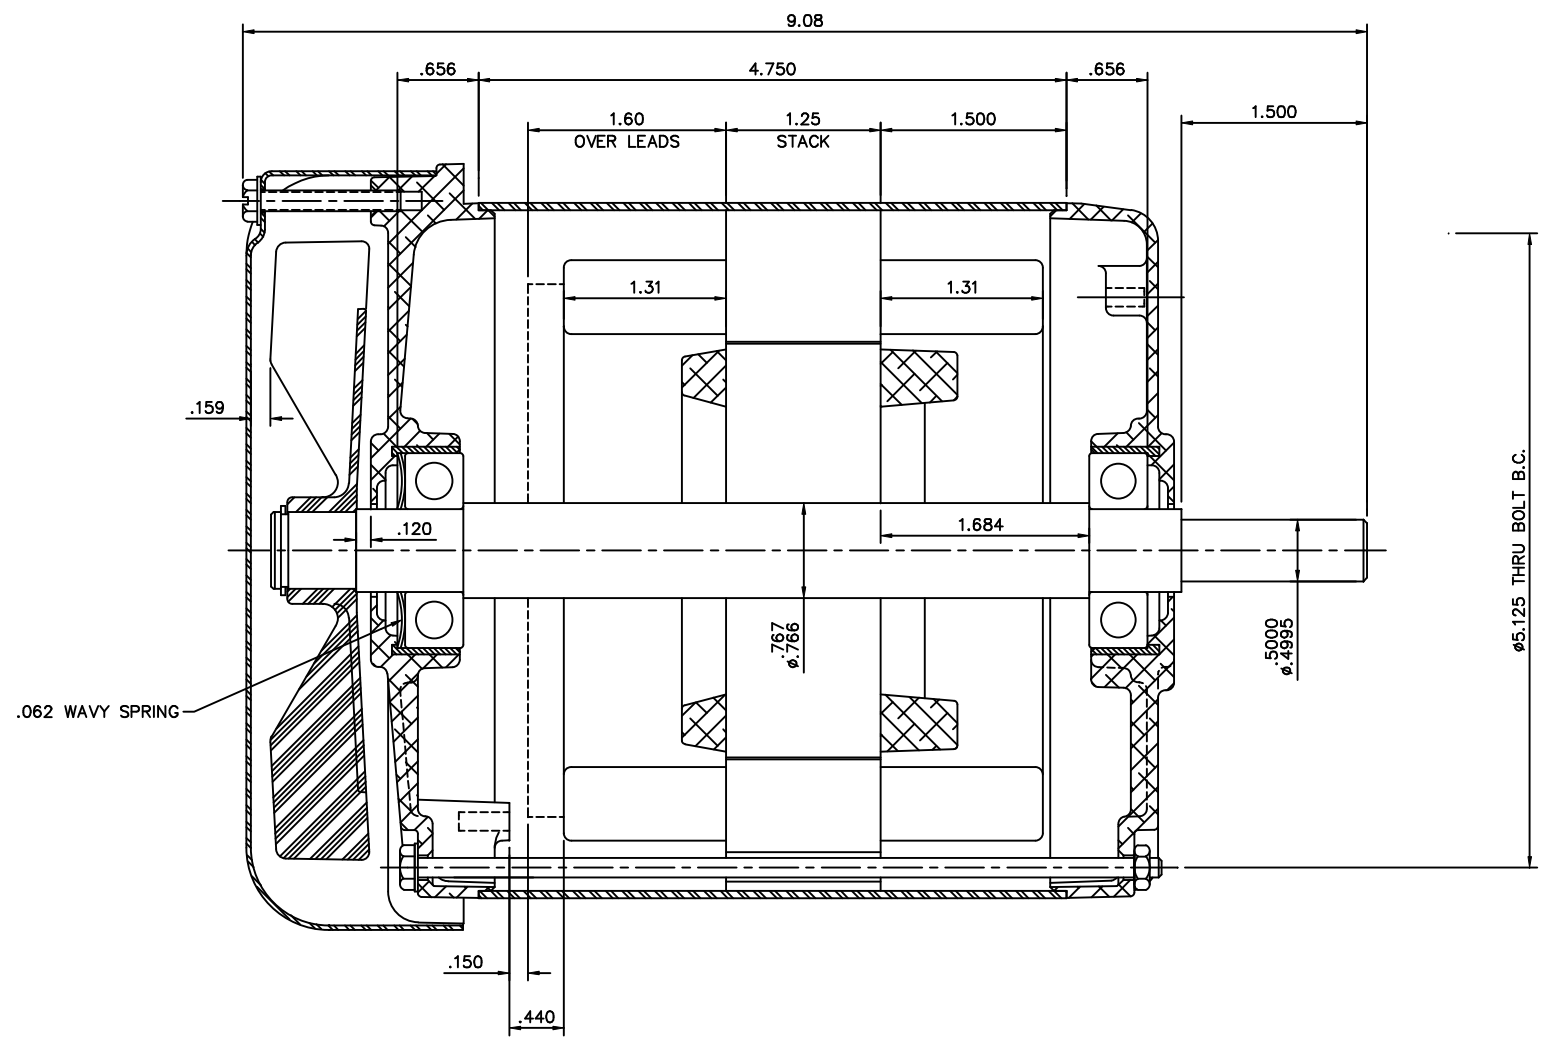 9.08
.656
4.750
.656
1.60
OVER LEADS
1.25
STACK
1.500
1.500
1.31
1.31
.159
.120
1.684
.767
ø.766
.5000
ø.4995
ø5.125 THRU BOLT B.C.
.062 WAVY SPRING
.150
.440